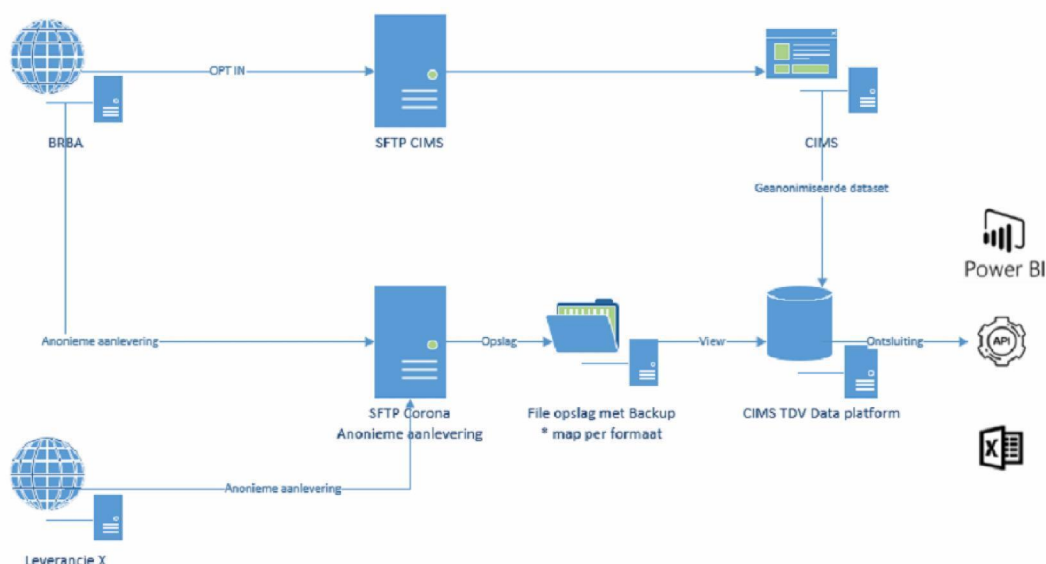 OPT IN
BRBA
SFTP CIMS
CIMS
Geanonimiseerde dataset
Power BI
Anonieme aanlevering
Opslag
View
Ontsluiting
API
SFTP Corona
Anonieme aanlevering
File opslag met Backup
* map per formaat
CIMS TDV Data platform
X
Anonieme aanlevering
Leverancie X